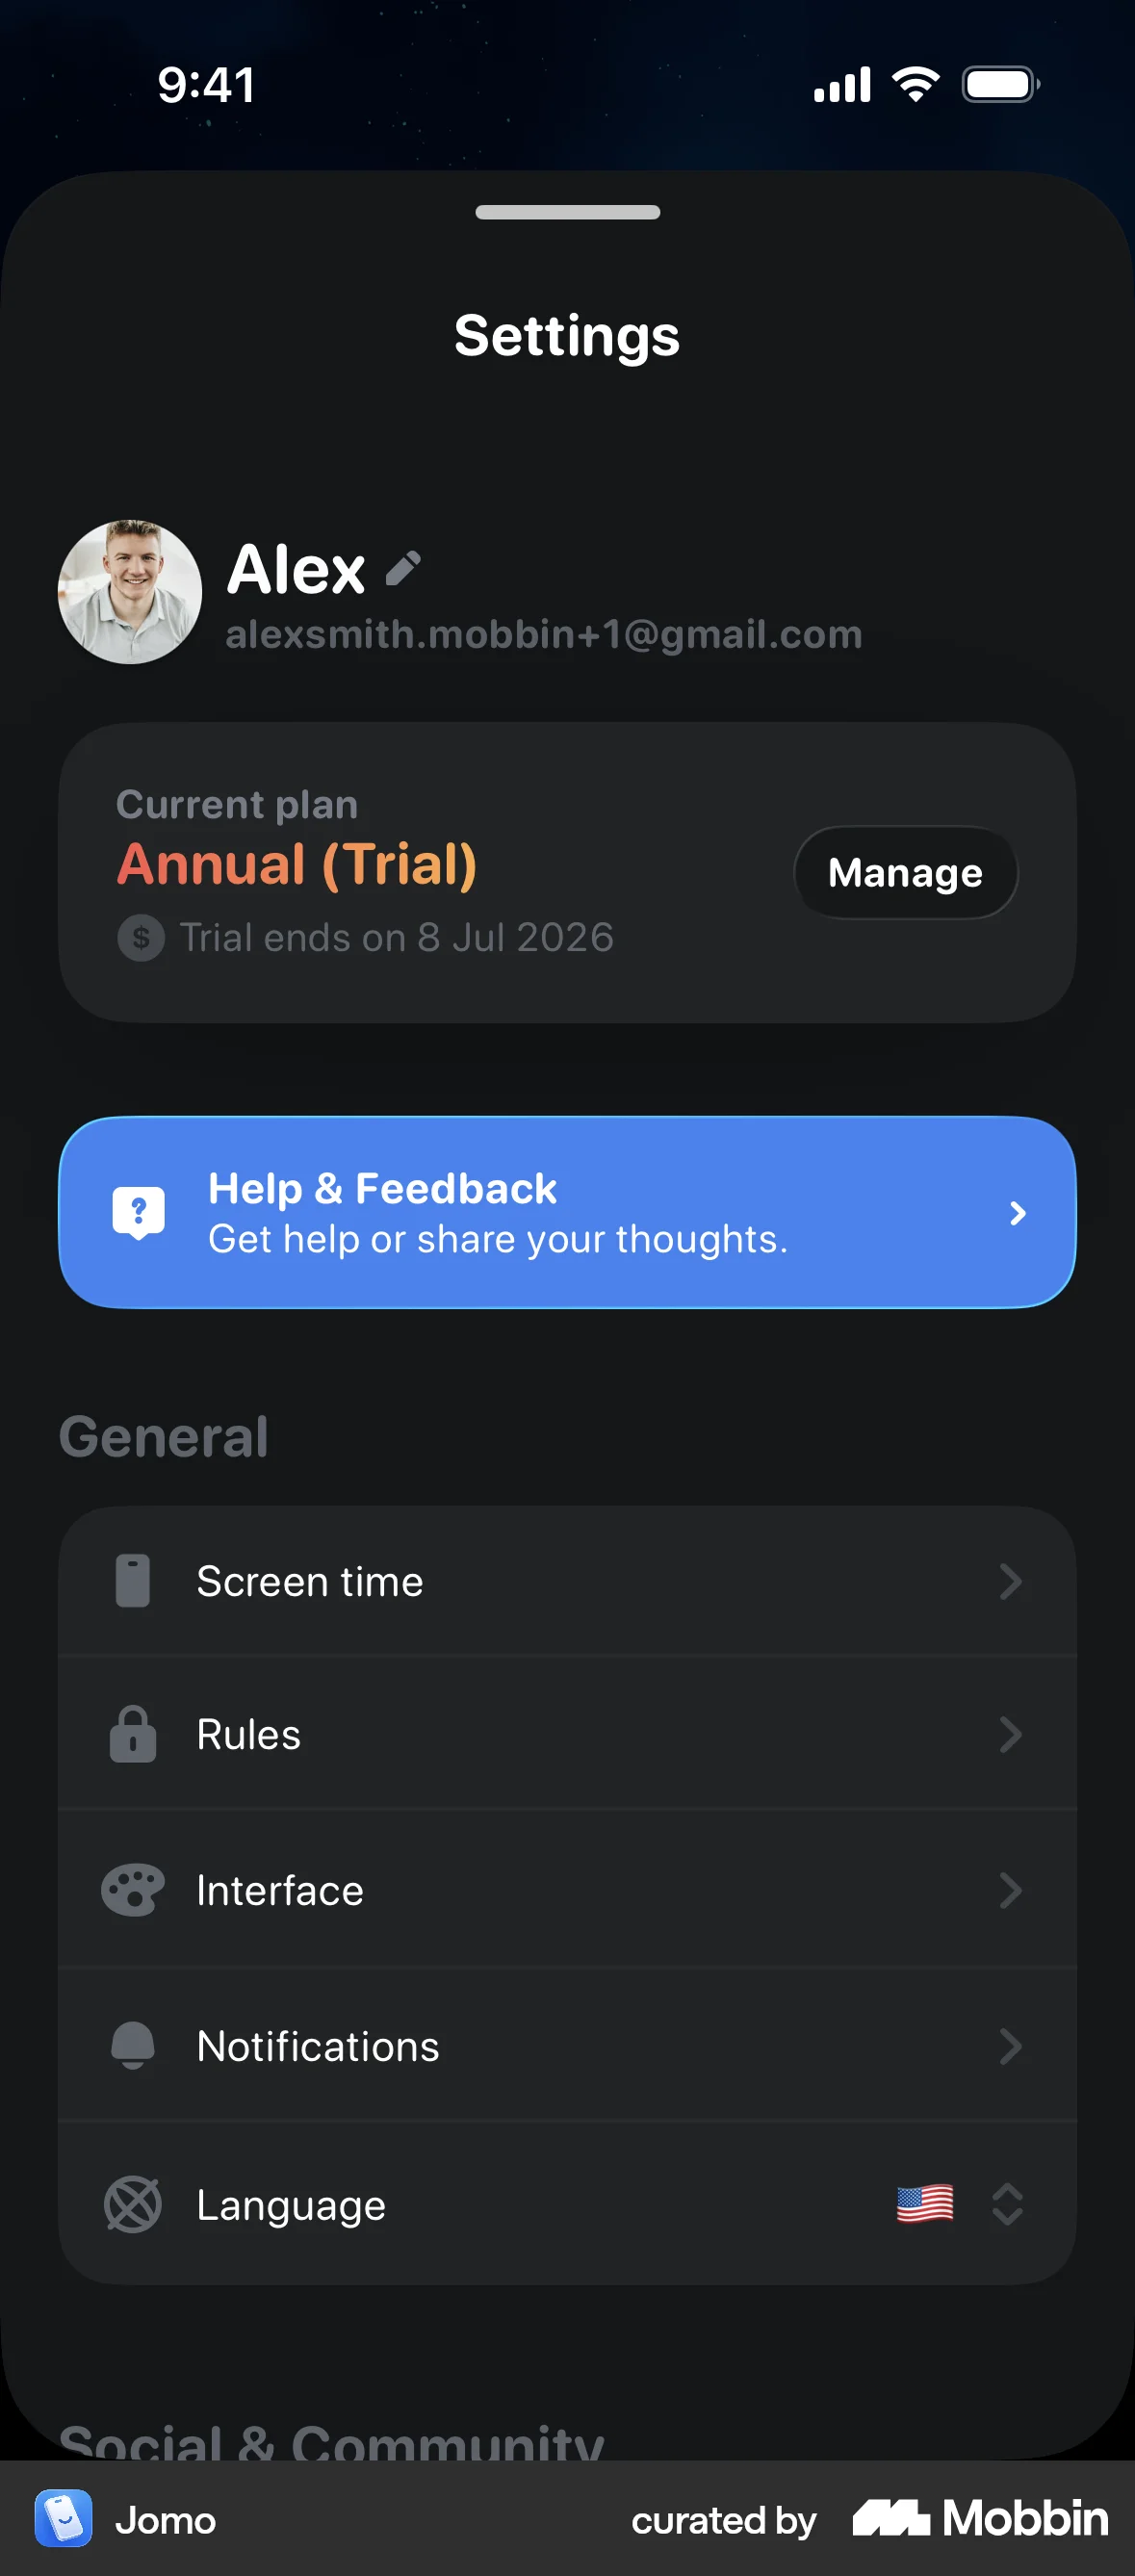 9:41
Settings
Alex
alexsmith.mobbin+1@gmail.com
Current plan
Annual (Trial)
Manage
$ Trial ends on 8 Jul 2026
Help & Feedback
Get help or share your thoughts.
General
Screen time
Rules
Interface
Notifications
Language
Social & Community
Jomo
curated by Mobbin